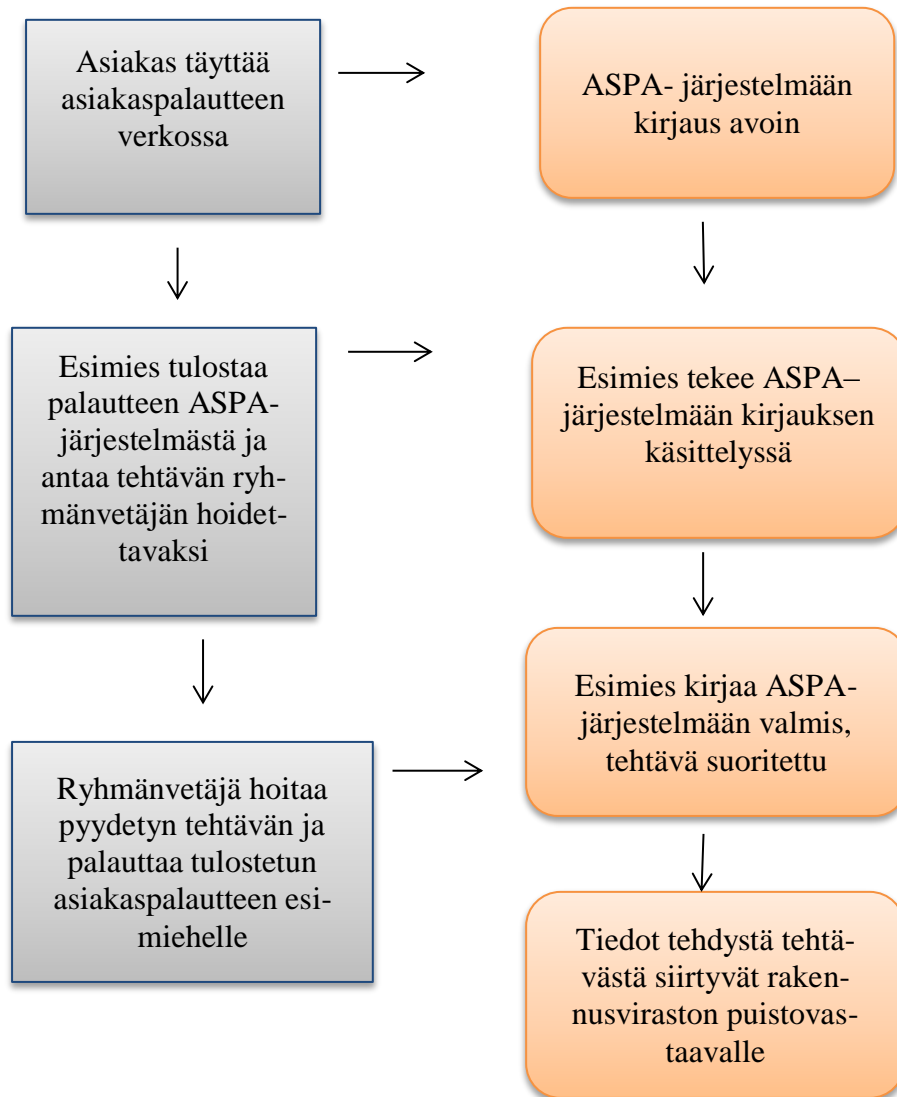 Asiakas täyttää
asiakaspalautteen
verkossa
ASPA- järjestelmään
kirjaus avoin
Esimies tulostaa
palautteen ASPA-
järjestelmästä ja
antaa tehtävän ryh-
mänvetäjän hoidet-
tavaksi
Esimies tekee ASPA–
järjestelmään kirjauksen
käsittelyssä
Esimies kirjaa ASPA-
järjestelmään valmis,
tehtävä suoritettu
Ryhmänvetäjä hoitaa
pyydetyn tehtävän ja
palauttaa tulostetun
asiakaspalautteen esi-
miehelle
Tiedot tehdystä tehtä-
västä siirtyvät raken-
nusviraston puistovas-
taavalle